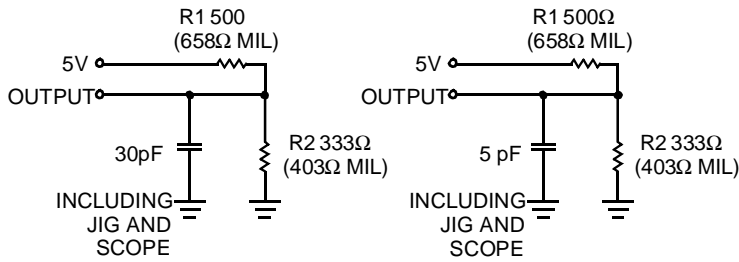 R1 500
(658Ω MIL)
5V
OUTPUT
30pF
R2 333Ω
(403Ω MIL)
INCLUDING
JIG AND
SCOPE
R1 500Ω
(658Ω MIL)
5V
OUTPUT
5 pF
R2 333Ω
(403Ω MIL)
INCLUDING
JIG AND
SCOPE